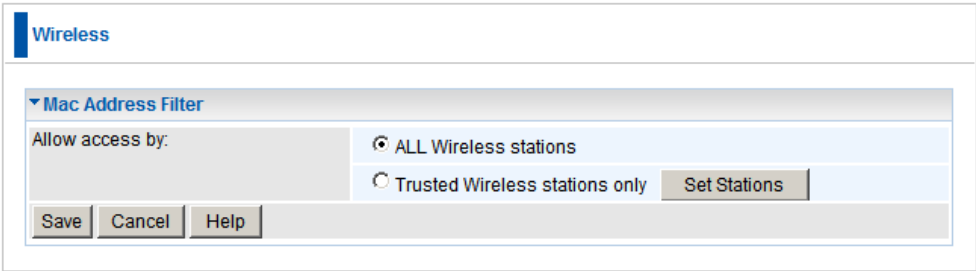 Wireless
Mac Address Filter
Allow access by:
ALL Wireless stations
Trusted Wireless stations only Set Stations
Save Cancel Help